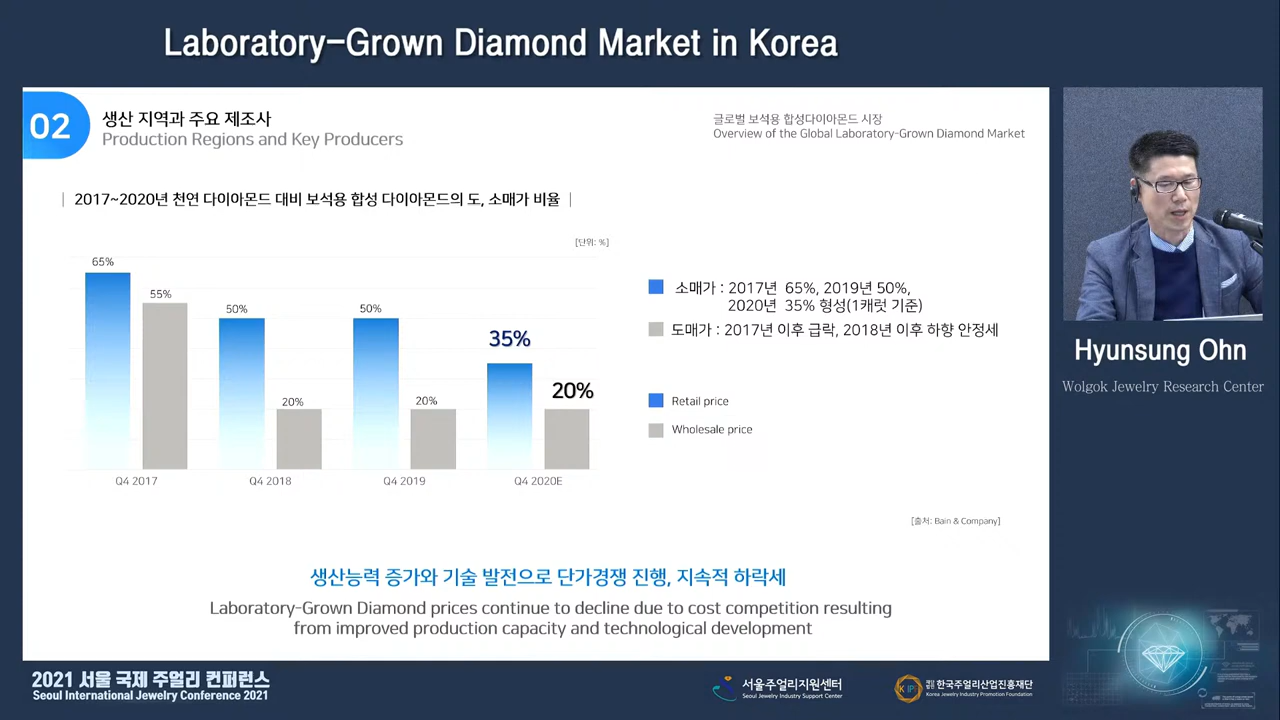 Laboratory-Grown Diamond Market in Korea
02
생산 지역과 주요 제조사
Production Regions and Key Producers
글로벌 보석용 합성다이아몬드 시장
Overview of the Global Laboratory-Grown Diamond Market
2017~2020년 천연 다이아몬드 대비 보석용 합성 다이아몬드의 도, 소매가 비율
[단위: %]
65%
55%
50%
20%
50%
20%
35%
20%
Q4 2017
Q4 2018
Q4 2019
Q4 2020E
소매가 : 2017년 65%, 2019년 50%,
2020년 35% 형성(1캐럿 기준)
도매가 : 2017년 이후 급락, 2018년 이후 하향 안정세
Retail price
Wholesale price
[출처: Bain & Company]
생산능력 증가와 기술 발전으로 단가경쟁 진행, 지속적 하락세
Laboratory-Grown Diamond prices continue to decline due to cost competition resulting
from improved production capacity and technological development
Hyunsung Ohn
Wolgok Jewelry Research Center
2021 서울 국제 주얼리 컨퍼런스
Seoul International Jewelry Conference 2021
서울주얼리지원센터
Seoul Jewelry Industry Support Center
재단법인 한국주얼리산업진흥재단
Korea Jewelry Industry Promotion Foundation